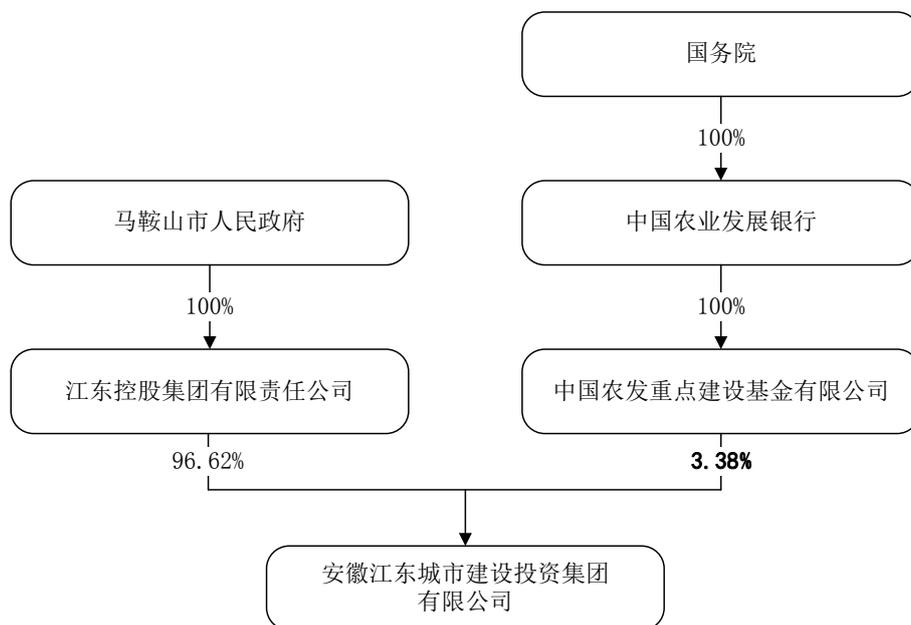 国务院
100%
马鞍山市人民政府
中国农业发展银行
100%
100%
江东控股集团有限责任公司
中国农发重点建设基金有限公司
96.62%
3.38%
安徽江东城市建设投资集团
有限公司